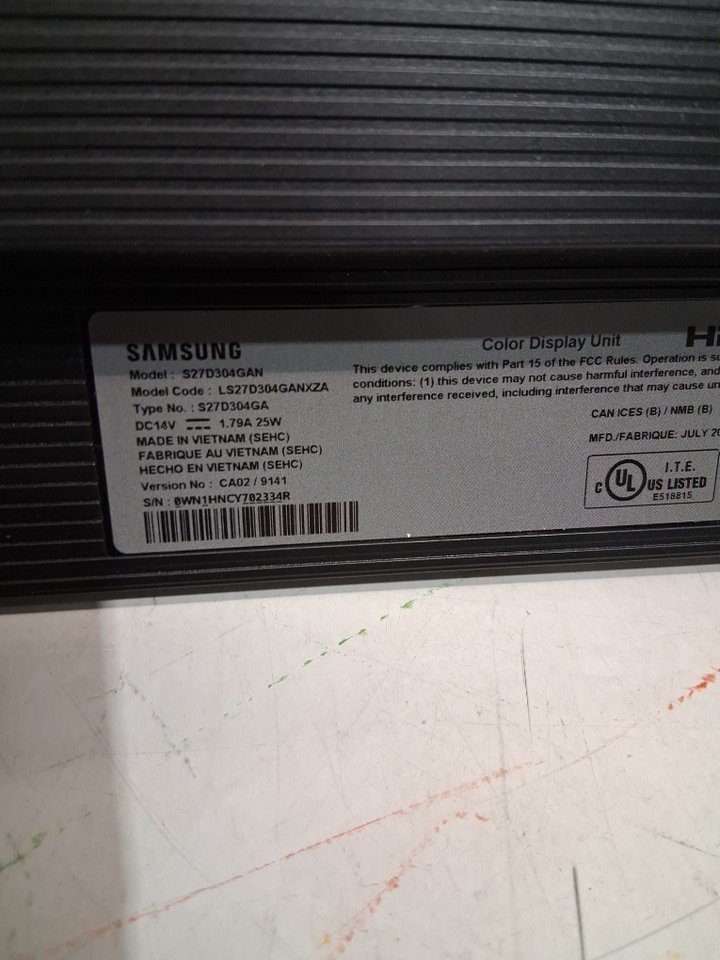 SAMSUNG
Model : S27D304GAN
Model Code : LS27D304GANXZA
Type No. : S27D304GA
DC14V 1.79A 25W
MADE IN VIETNAM (SEHC)
FABRIQUE AU VIETNAM (SEHC)
HECHO EN VIETNAM (SEHC)
Version No : CA02 / 9141
S/N : 0WN1HNCY702334R
Color Display Unit
This device complies with Part 15 of the FCC Rules. Operation is
conditions: (1) this device may not cause harmful interference, and
any interference received, including interference that may cause
CAN ICES (B) / NMB (B)
MFD./FABRIQUE: JULY
c UL US LISTED
I.T.E.
E518815